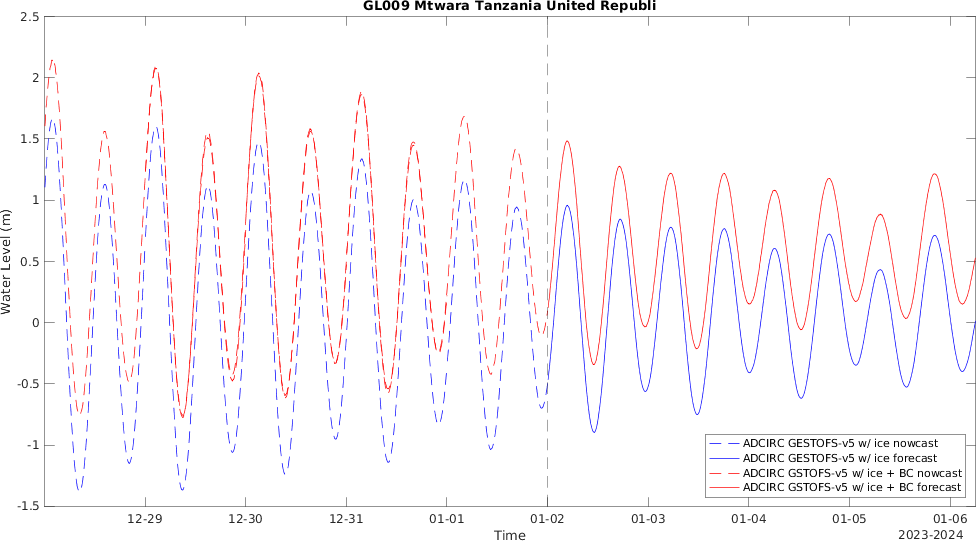 GL009 Mtwara Tanzania United Republi
Water Level (m)
2.5
2
1.5
1
0.5
0
-0.5
-1
-1.5
12-29
12-30
12-31
01-01
01-02
01-03
01-04
01-05
01-06
2023-2024
Time
ADCIRC GESTOFS-v5 w/ ice nowcast
ADCIRC GESTOFS-v5 w/ ice forecast
ADCIRC GSTOFS-v5 w/ ice + BC nowcast
ADCIRC GSTOFS-v5 w/ ice + BC forecast